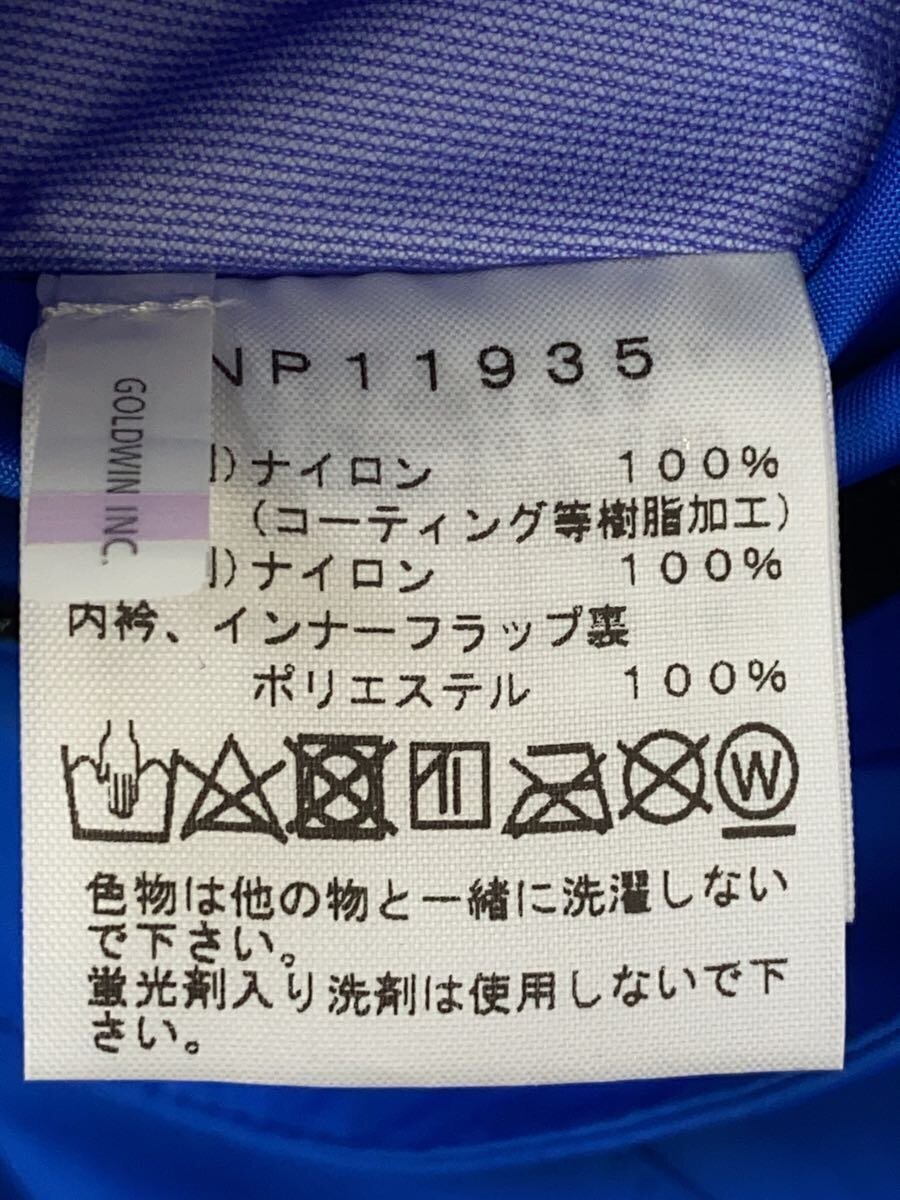 NP11935
GOLDWIN INC.
ナイロン 100%
(コーティング等樹脂加工)
ナイロン 100%
内衿、インナーフラップ裏
ポリエステル 100%
W
色物は他の物と一緒に洗濯しない
で下さい。
蛍光剤入り洗剤は使用しないで下
さい。